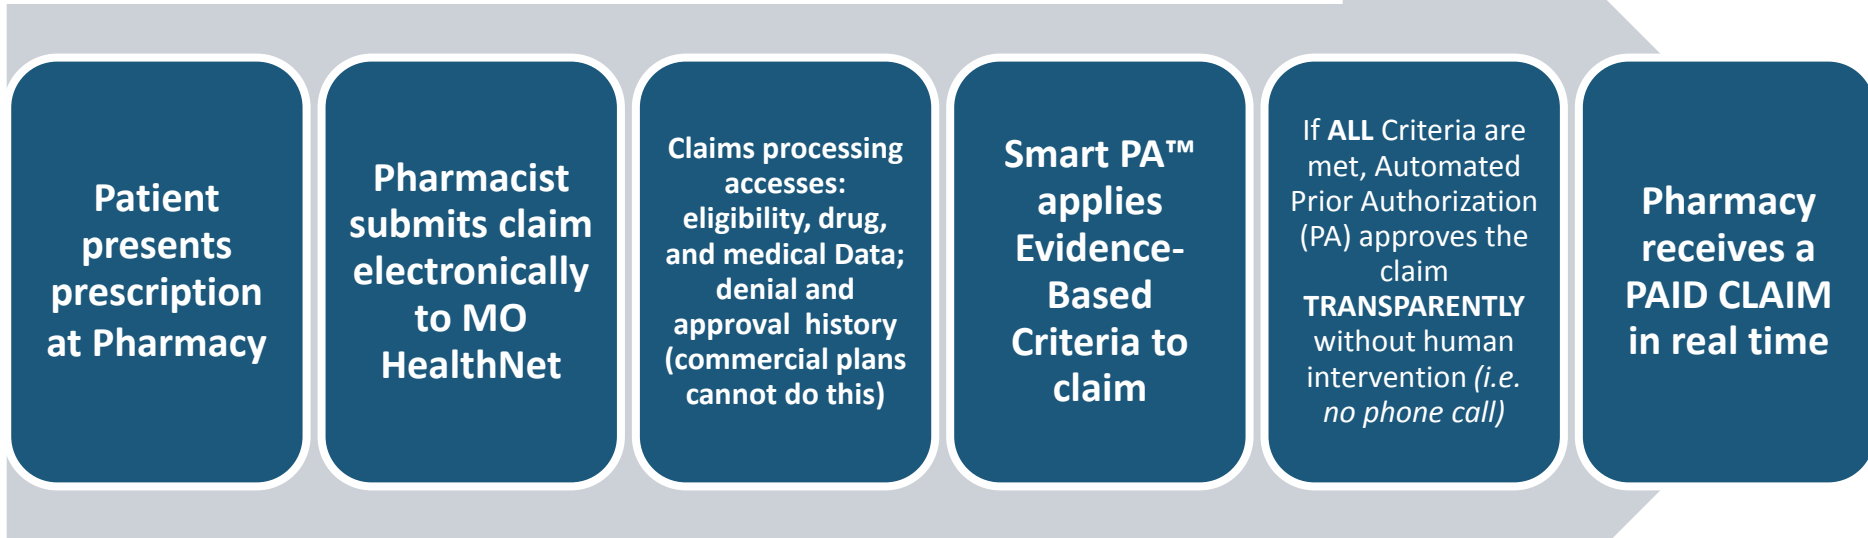 Patient
presents
prescription
at Pharmacy
Pharmacist
submits claim
electronically
to MO
HealthNet
Claims processing
accesses:
eligibility, drug,
and medical Data;
denial and
approval history
(commercial plans
cannot do this)
Smart PA™
applies
Evidence-
Based
Criteria to
claim
If ALL Criteria are
met, Automated
Prior Authorization
(PA) approves the
claim
TRANSPARENTLY
without human
intervention (i.e.
no phone call)
Pharmacy
receives a
PAID CLAIM
in real time